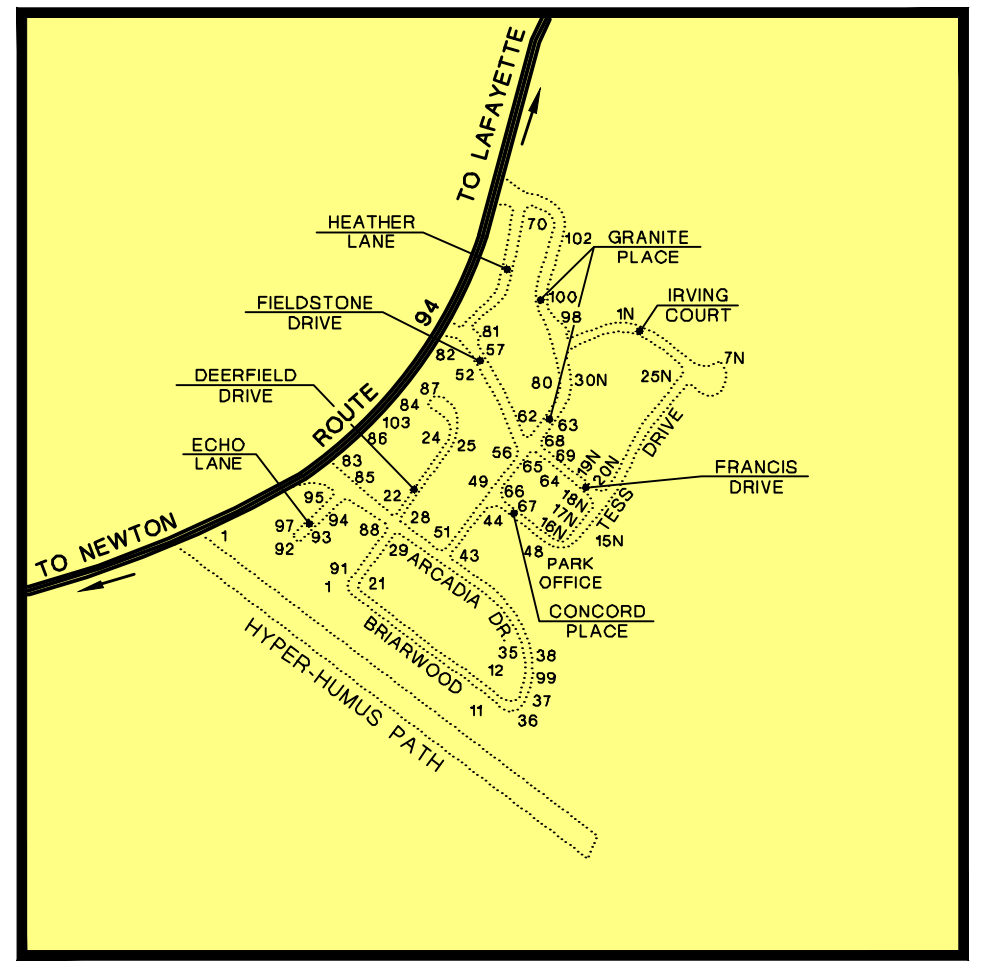 TO LAFAYETTE
HEATHER
LANE
70
102
GRANITE
PLACE
FIELDSTONE
DRIVE
94
100
98
1N
IRVING
COURT
81
57
82
52
7N
DEERFIELD
DRIVE
87
84
103
86
80
30N
25N
ROUTE
24
25
62
63
68
69
ECHO
LANE
83
85
56
65
64
19N
20N
DRIVE
FRANCIS
DRIVE
49
66
67
18N
17N
16N
TESS
15N
95
22
28
97
94
93
92
88
51
44
43
48
TO NEWTON
1
29
91
1
21
ARCADIA DR.
PARK
OFFICE
CONCORD
PLACE
BRIARWOOD
35
12
38
99
37
36
11
HYPER-HUMUS PATH